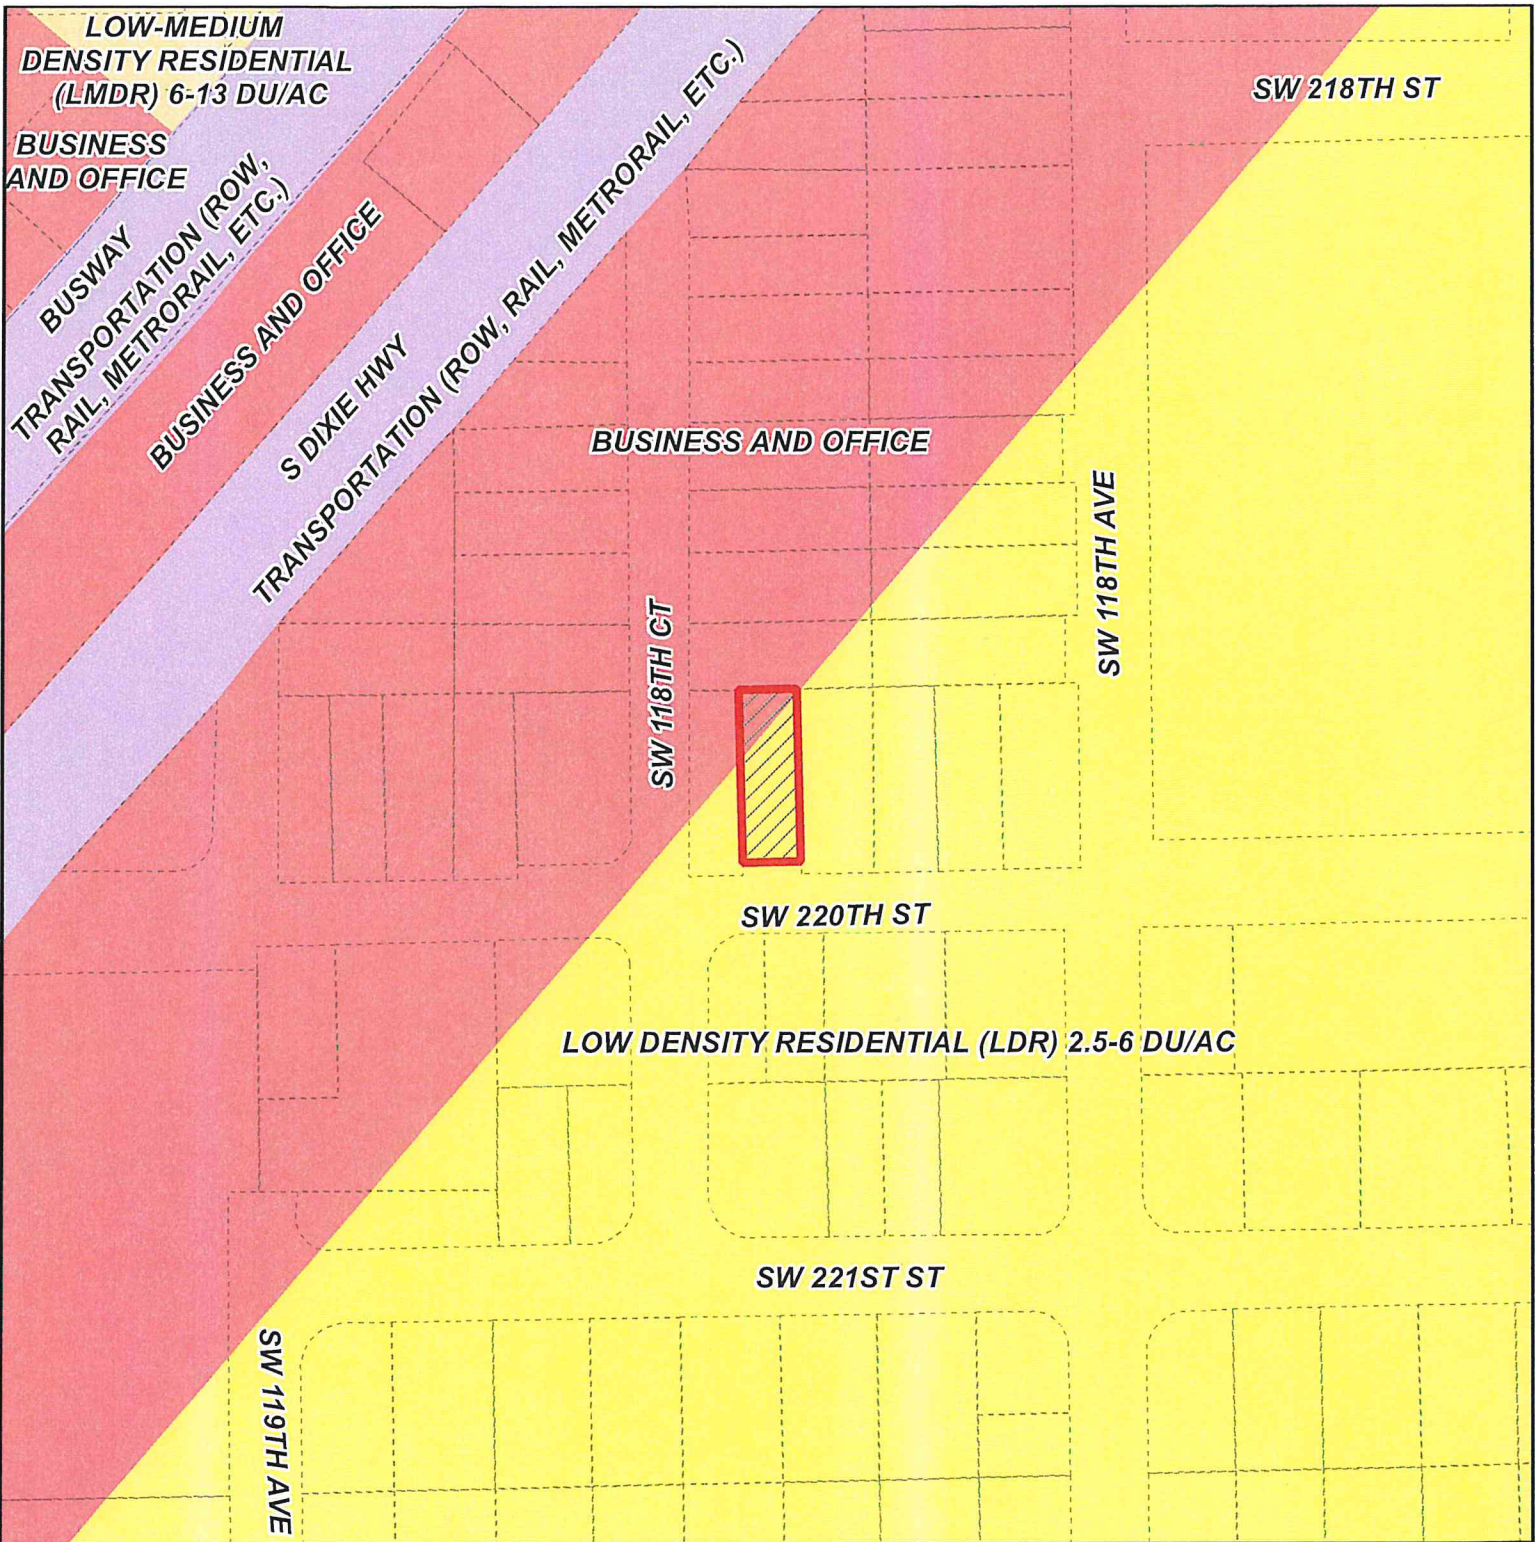 LOW-MEDIUM
DENSITY RESIDENTIAL
(LMDR) 6-13 DU/AC
SW 218TH ST
BUSINESS
AND OFFICE
BUSWAY
TRANSPORTATION (ROW,
RAIL, METRORAIL, ETC.)
BUSINESS AND OFFICE
S DIXIE HWY
TRANSPORTATION (ROW, RAIL, METRORAIL, ETC.)
BUSINESS AND OFFICE
SW 118TH AVE
SW 118TH CT
SW 220TH ST
LOW DENSITY RESIDENTIAL (LDR) 2.5-6 DU/AC
SW 221ST ST
SW 119TH AVE